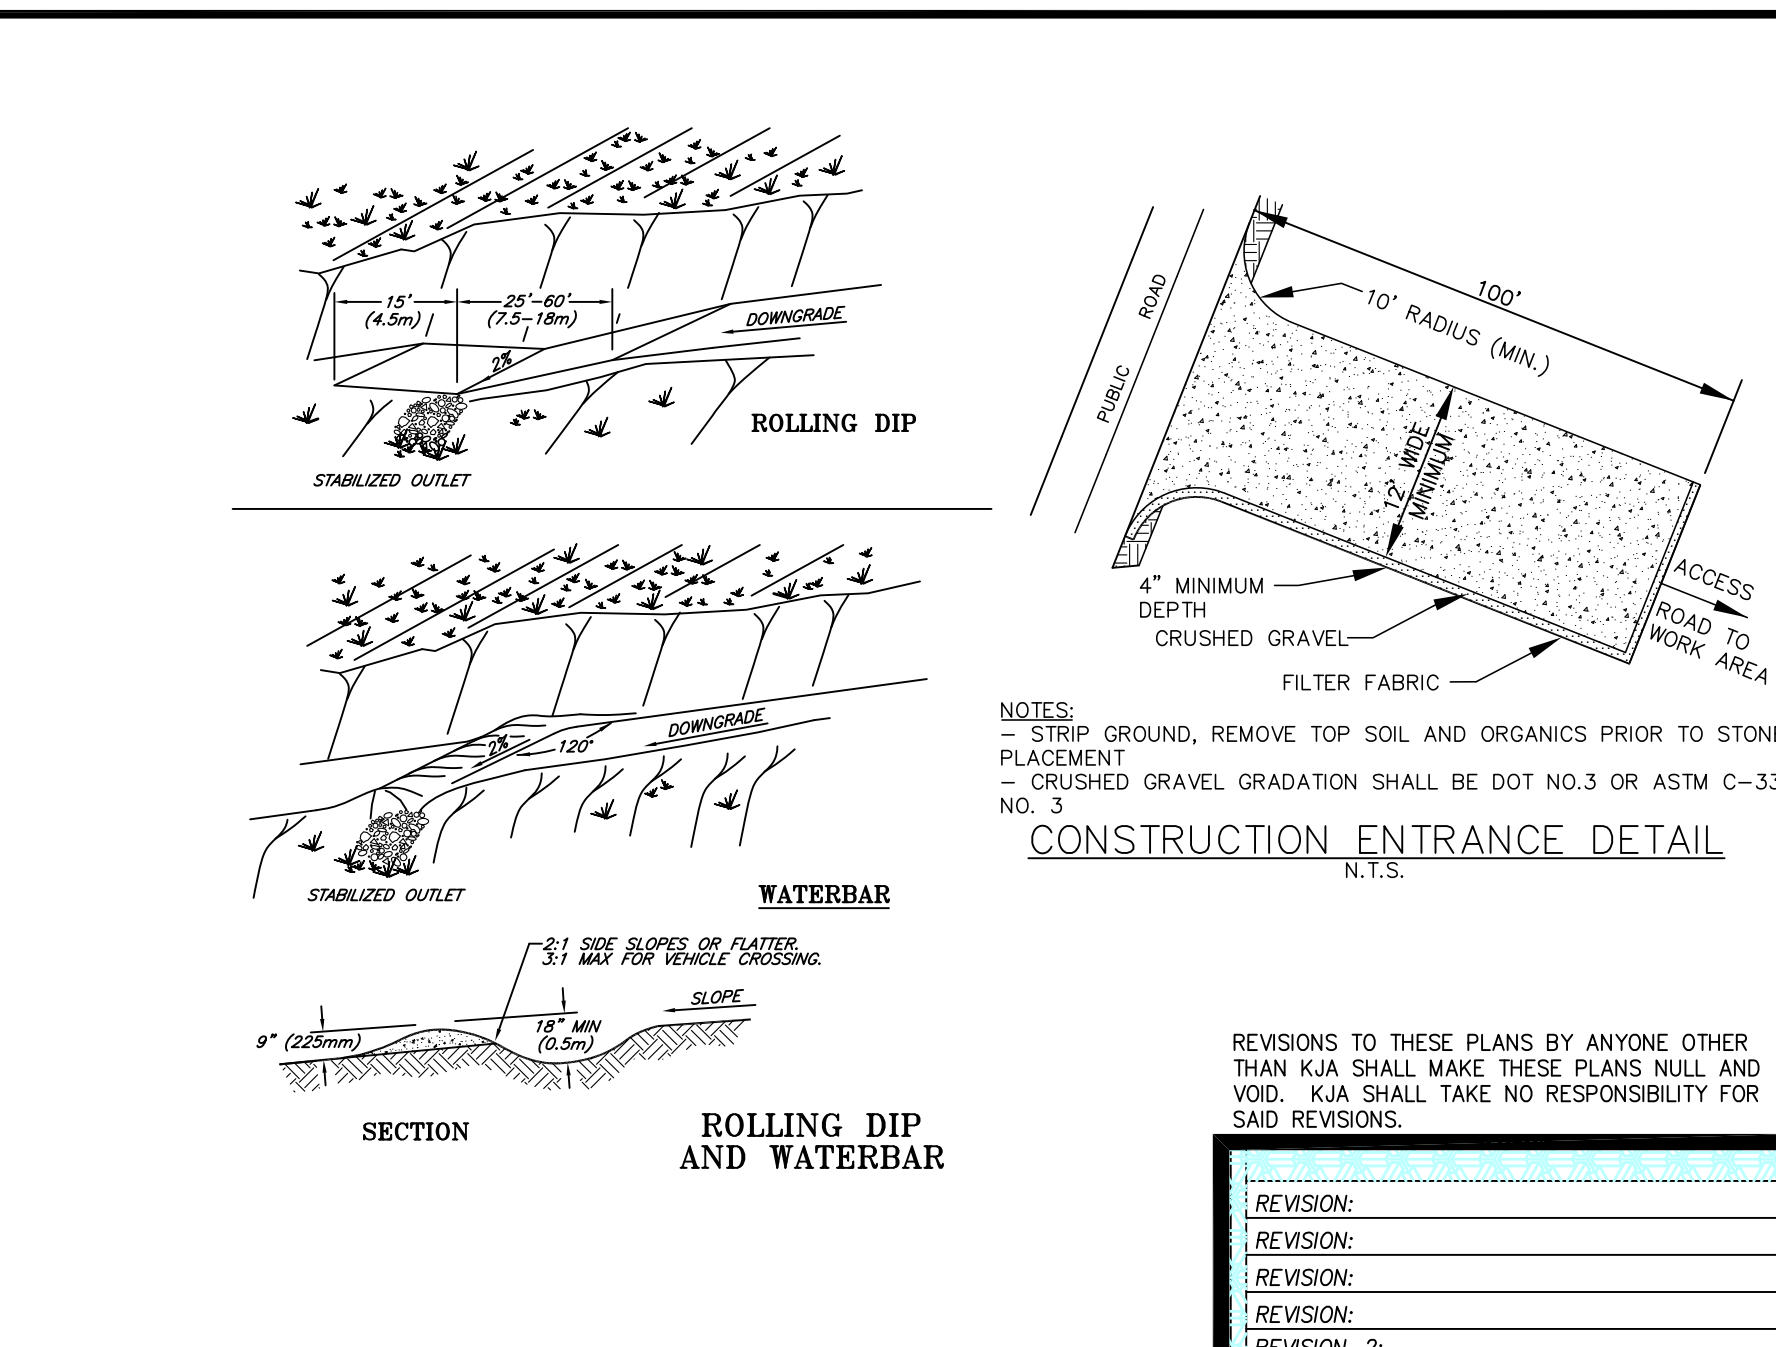 15' 25'-60'
(4.5m) (7.5-18m)
DOWNGRADE
2%
ROLLING DIP
STABILIZED OUTLET
DOWNGRADE
2% 120°
STABILIZED OUTLET
WATERBAR
2:1 SIDE SLOPES OR FLATTER.
3:1 MAX FOR VEHICLE CROSSING.
SLOPE
9" (225mm)
18" MIN
(0.5m)
SECTION
ROLLING DIP
AND WATERBAR
PUBLIC ROAD
100'
10' RADIUS (MIN.)
12' WIDE
MINIMUM
4" MINIMUM
DEPTH
CRUSHED GRAVEL
FILTER FABRIC
ACCESS
ROAD TO
WORK AREA
NOTES:
- STRIP GROUND, REMOVE TOP SOIL AND ORGANICS PRIOR TO STONE
PLACEMENT
- CRUSHED GRAVEL GRADATION SHALL BE DOT NO.3 OR ASTM C-33
NO. 3
CONSTRUCTION ENTRANCE DETAIL
N.T.S.
REVISIONS TO THESE PLANS BY ANYONE OTHER
THAN KJA SHALL MAKE THESE PLANS NULL AND
VOID. KJA SHALL TAKE NO RESPONSIBILITY FOR
SAID REVISIONS.
REVISION:
REVISION:
REVISION:
REVISION:
REVISION 2: